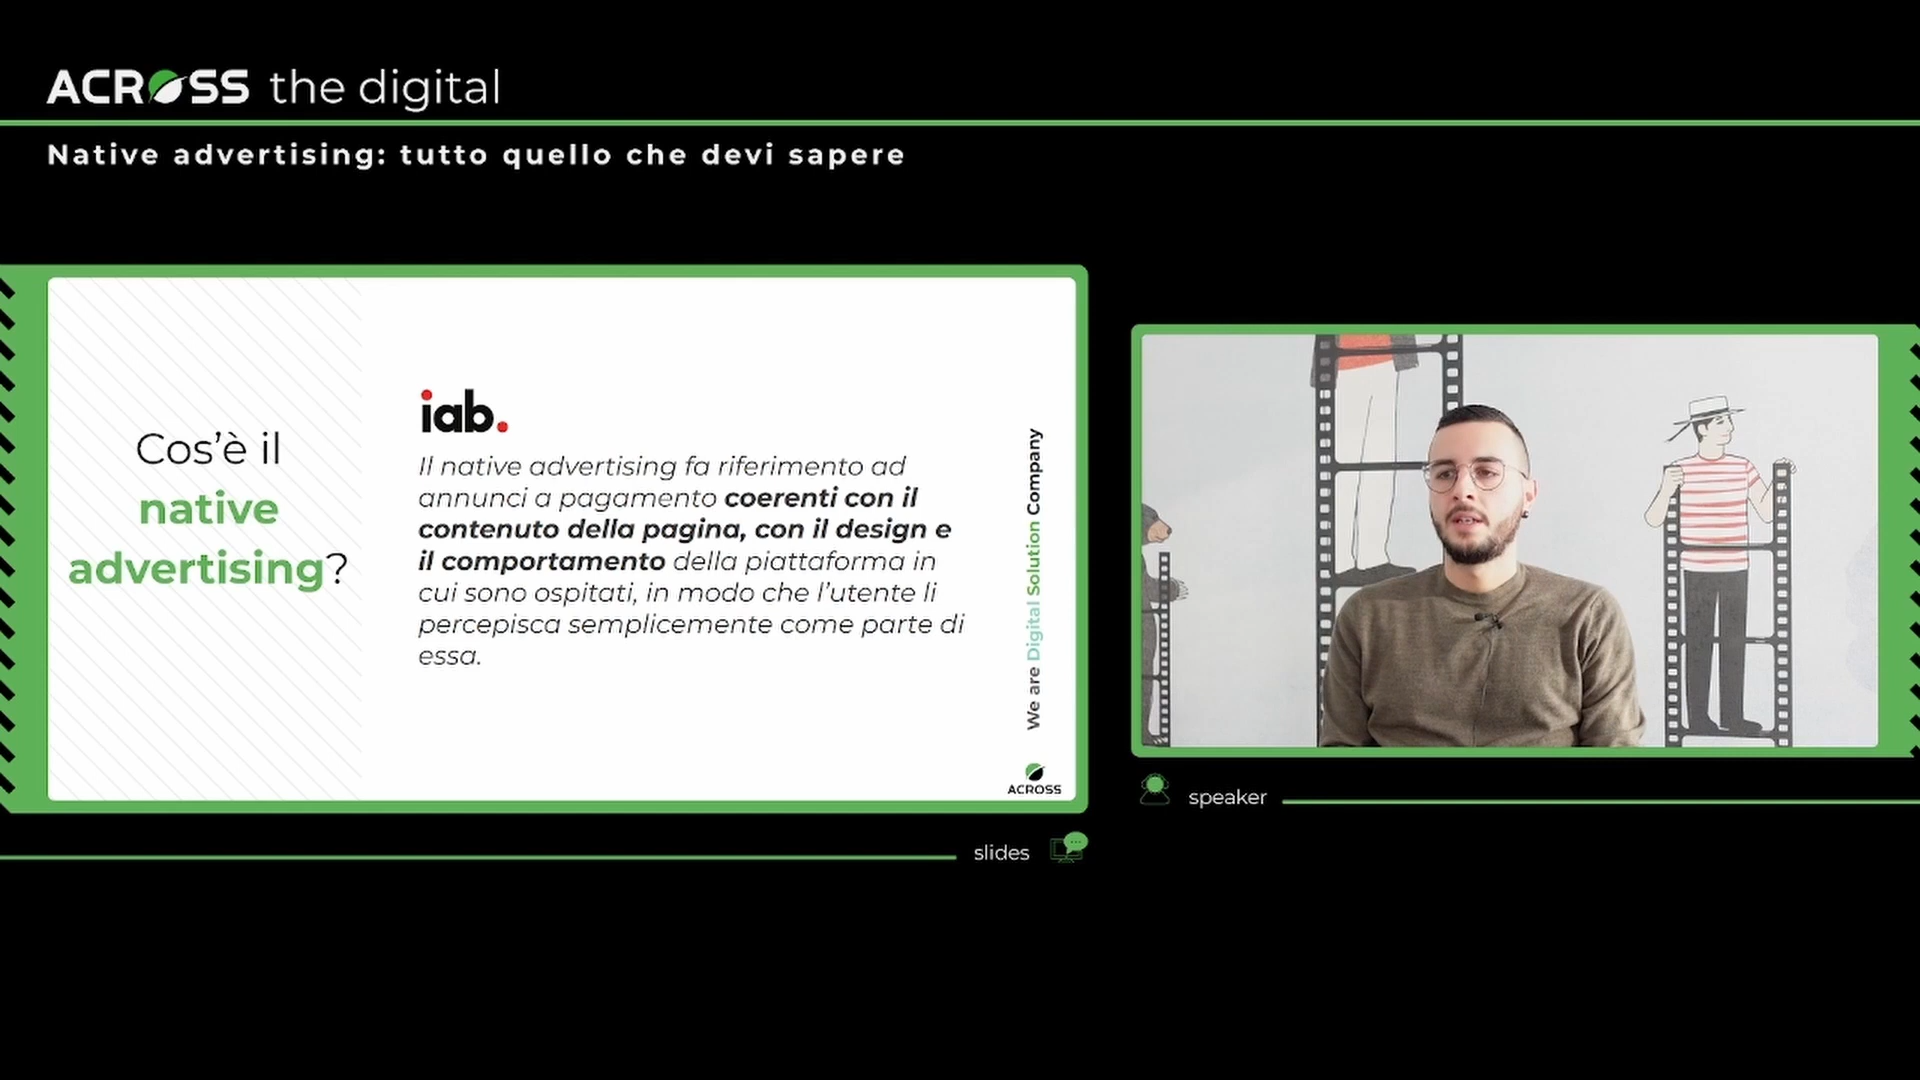 ACROSS the digital
Native advertising: tutto quello che devi sapere
Cos’è il
native
advertising?
iab.
Il native advertising fa riferimento ad
annunci a pagamento coerenti con il
contenuto della pagina, con il design e
il comportamento della piattaforma in
cui sono ospitati, in modo che l’utente li
percepisca semplicemente come parte di
essa.
We are Digital Solution Company
ACROSS
slides
speaker